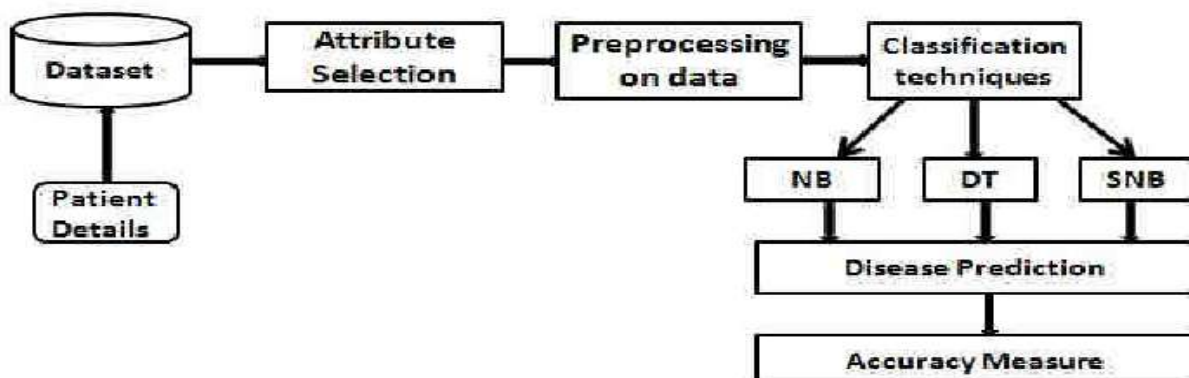 Dataset
Patient
Details
Attribute
Selection
Preprocessing
on data
Classification
techniques
NB
DT
SNB
Disease Prediction
Accuracy Measure